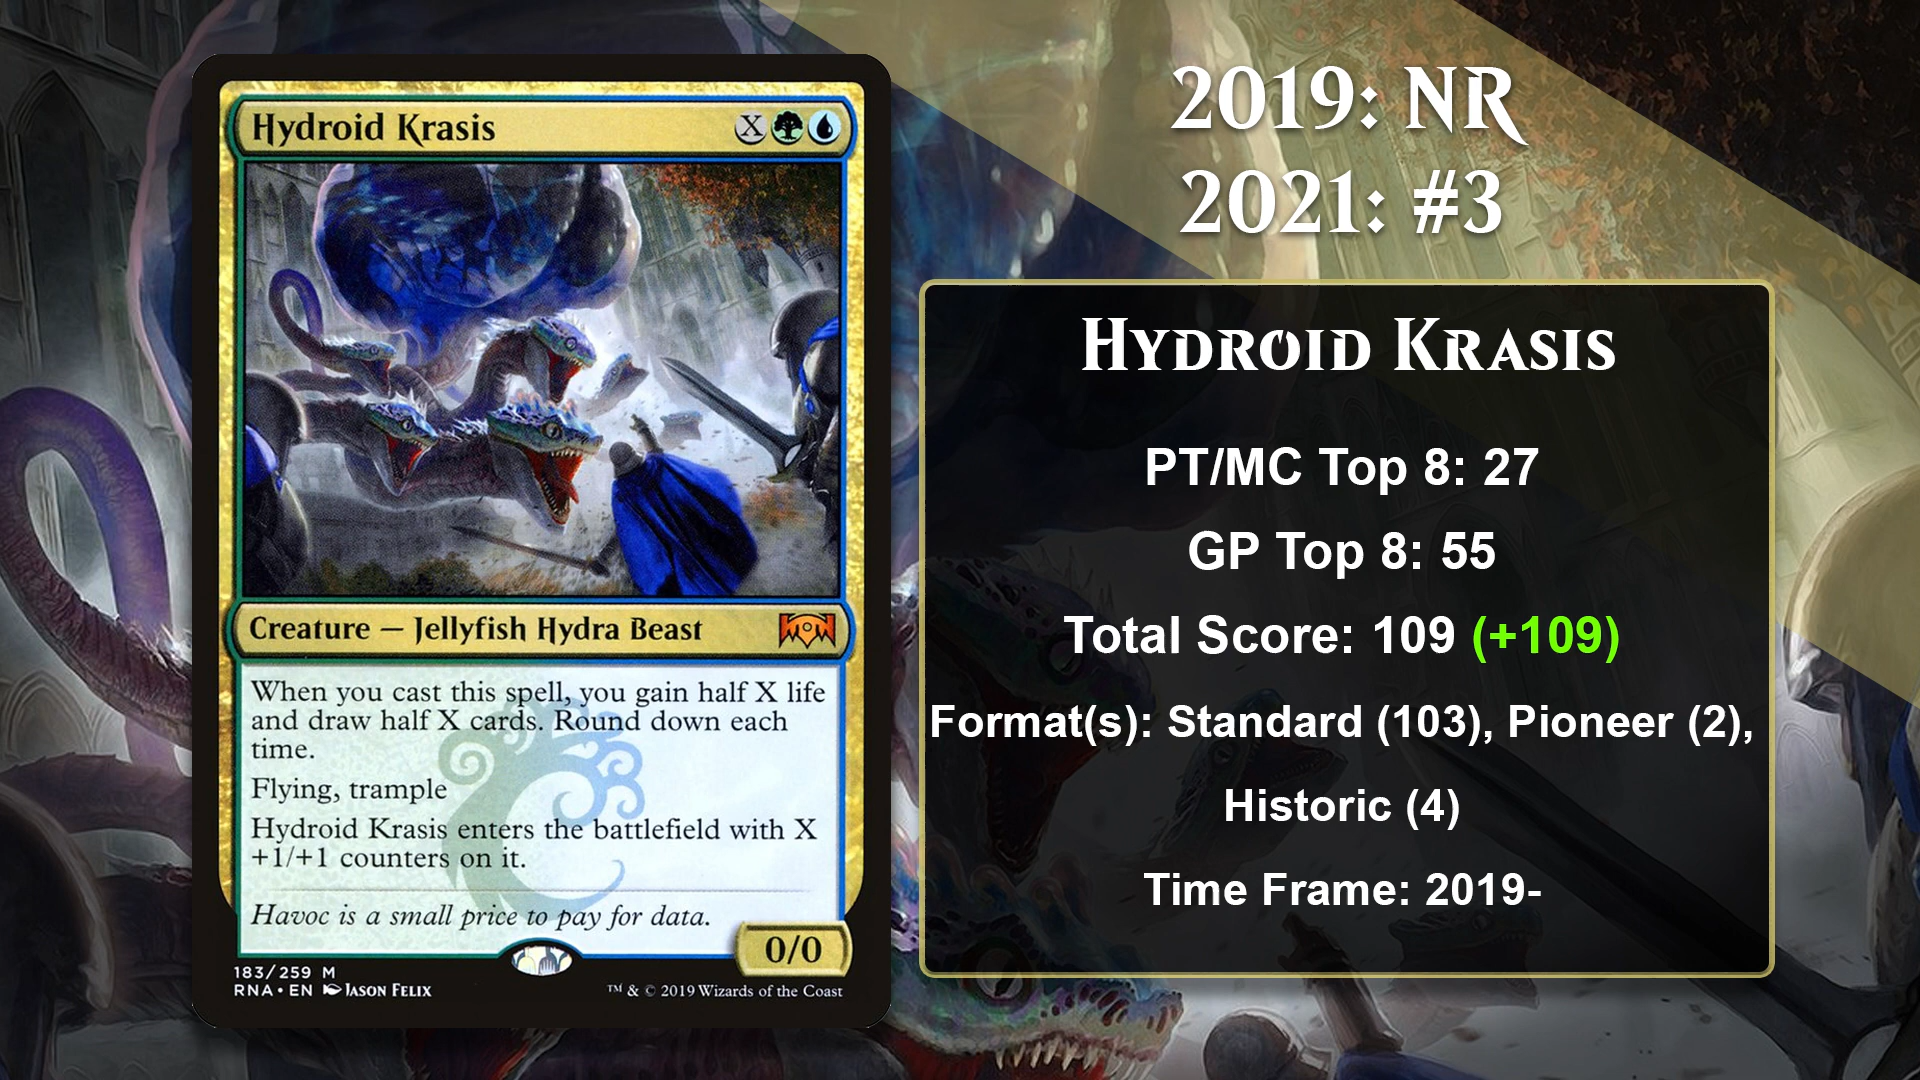 Hydroid Krasis
X
Creature — Jellyfish Hydra Beast
When you cast this spell, you gain half X life
and draw half X cards. Round down each
time.
Flying, trample
Hydroid Krasis enters the battlefield with X
+1/+1 counters on it.
Havoc is a small price to pay for data.
0/0
183/259 M
RNA • EN Jason Felix
™ & © 2019 Wizards of the Coast
2019: NR
2021: #3
Hydroid Krasis
PT/MC Top 8: 27
GP Top 8: 55
Total Score: 109 (+109)
Format(s): Standard (103), Pioneer (2),
Historic (4)
Time Frame: 2019-